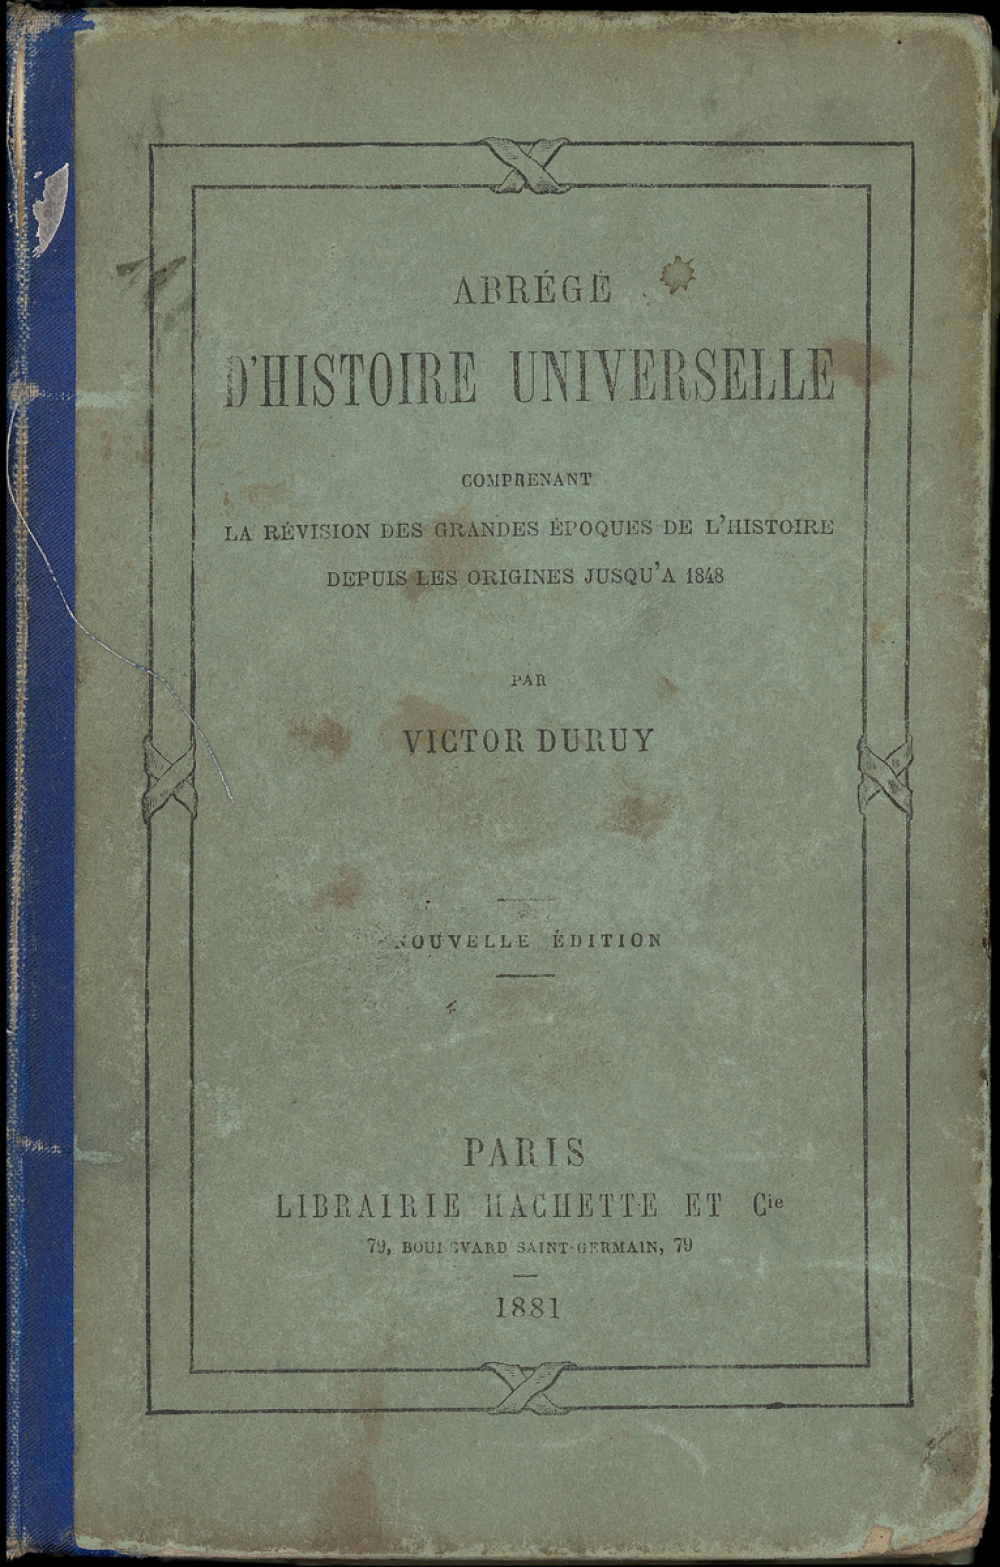 ABRÉGÉ
D'HISTOIRE UNIVERSELLE
COMPRENANT
LA RÉVISION DES GRANDES ÉPOQUES DE L'HISTOIRE
DEPUIS LES ORIGINES JUSQU'A 1848
PAR
VICTOR DURUY
NOUVELLE ÉDITION
PARIS
LIBRAIRIE HACHETTE ET Cie
79, BOULEVARD SAINT-GERMAIN, 79
1881